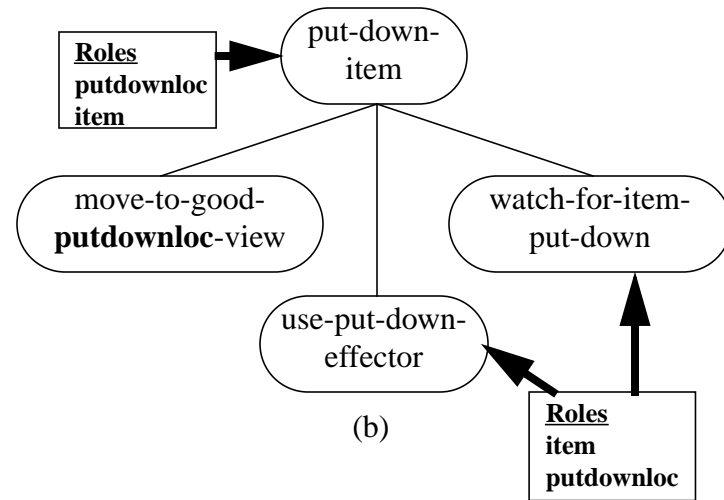 put-down-
item
Roles
putdownloc
item
move-to-good-
putdownloc-view
watch-for-item-
put-down
use-put-down-
effector
(b)
Roles
item
putdownloc